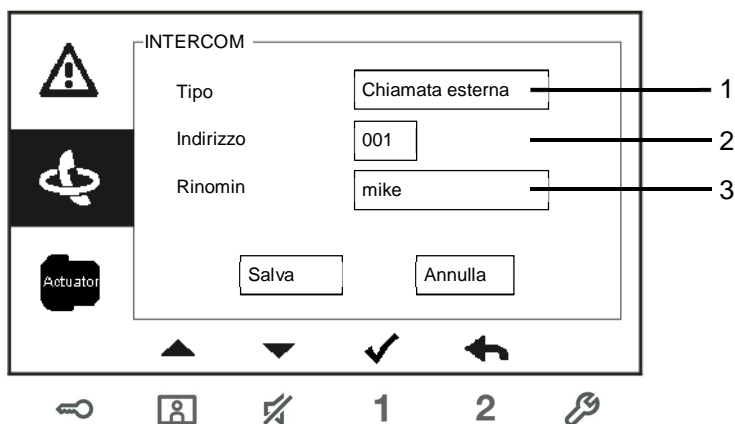 INTERCOM
Tipo
Chiamata esterna
1
Indirizzo
001
2
Rinomin
mike
3
Salva
Annulla
Actuator
1
2